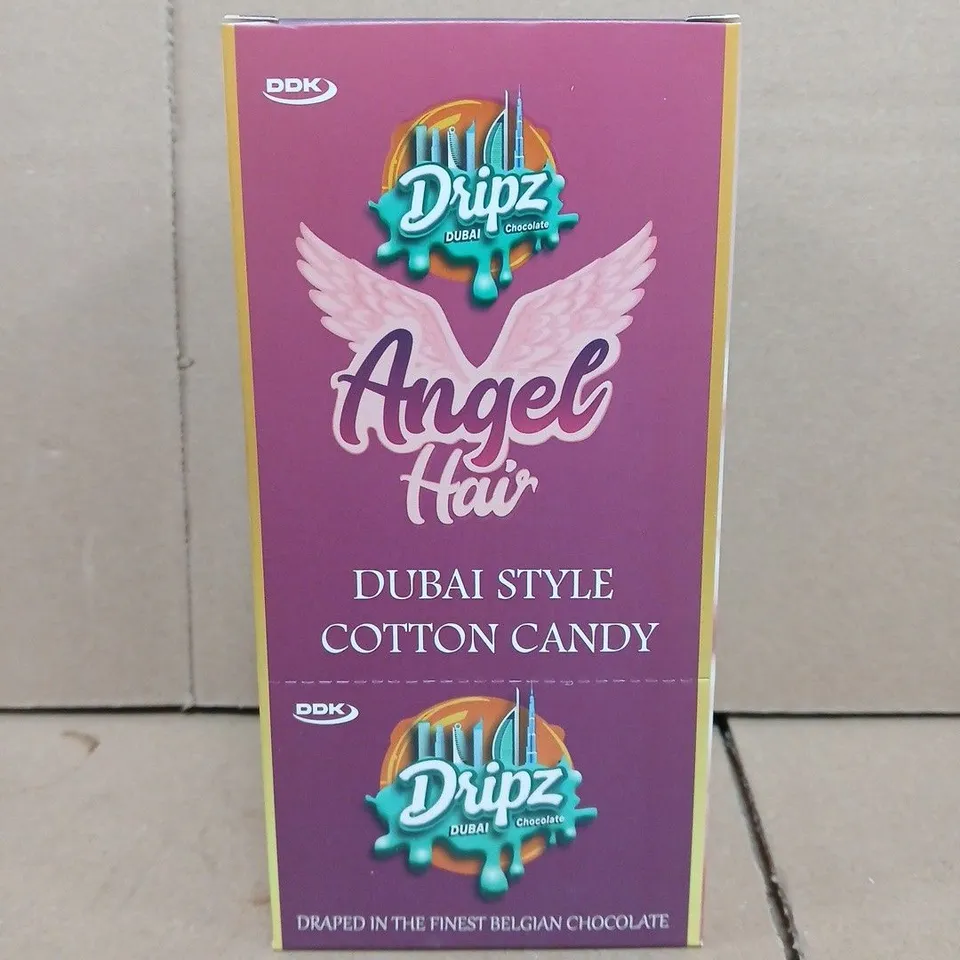 DDK
Dripz
DUBAI Chocolate
Angel
Hair
DUBAI STYLE
COTTON CANDY
DDK
Dripz
DUBAI Chocolate
DRAPED IN THE FINEST BELGIAN CHOCOLATE